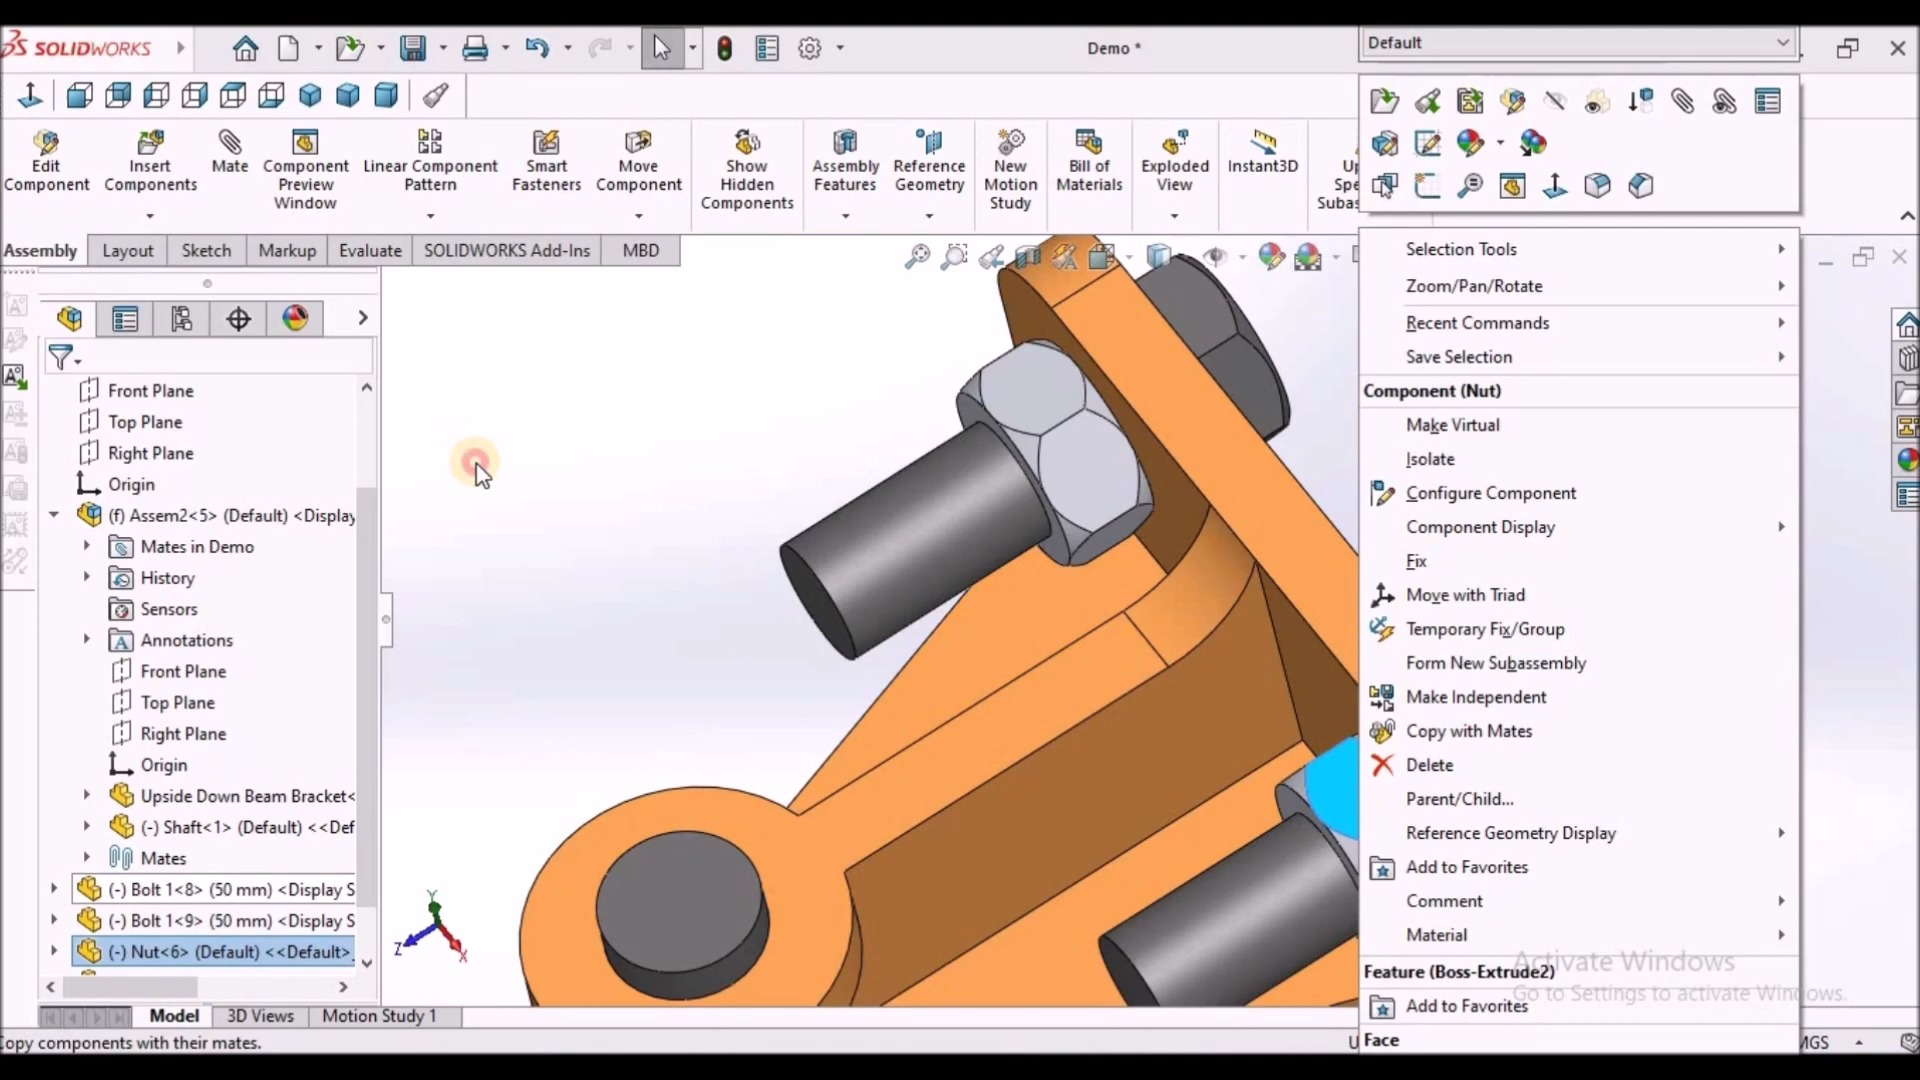 SOLIDWORKS
Demo *
Default
Edit Component
Insert Components
Mate
Component Preview Window
Linear Component Pattern
Smart Fasteners
Move Component
Show Hidden Components
Assembly Features
Reference Geometry
New Motion Study
Bill of Materials
Exploded View
Instant3D
Assembly
Layout
Sketch
Markup
Evaluate
SOLIDWORKS Add-Ins
MBD
Front Plane
Top Plane
Right Plane
Origin
(f) Assem2<5> (Default) <Display
Mates in Demo
History
Sensors
Annotations
Front Plane
Top Plane
Right Plane
Origin
Upside Down Beam Bracket<
(-) Shaft<1> (Default) <<Def
Mates
(-) Bolt 1<8> (50 mm) <Display S
(-) Bolt 1<9> (50 mm) <Display S
(-) Nut<6> (Default) <<Default>
Y
Z
X
Selection Tools
Zoom/Pan/Rotate
Recent Commands
Save Selection
Component (Nut)
Make Virtual
Isolate
Configure Component
Component Display
Fix
Move with Triad
Temporary Fix/Group
Form New Subassembly
Make Independent
Copy with Mates
Delete
Parent/Child...
Reference Geometry Display
Add to Favorites
Comment
Material
Feature (Boss-Extrude2)
Add to Favorites
Face
Activate Windows
Go to Settings to activate Windows.
Model
3D Views
Motion Study 1
Copy components with their mates.
MGS